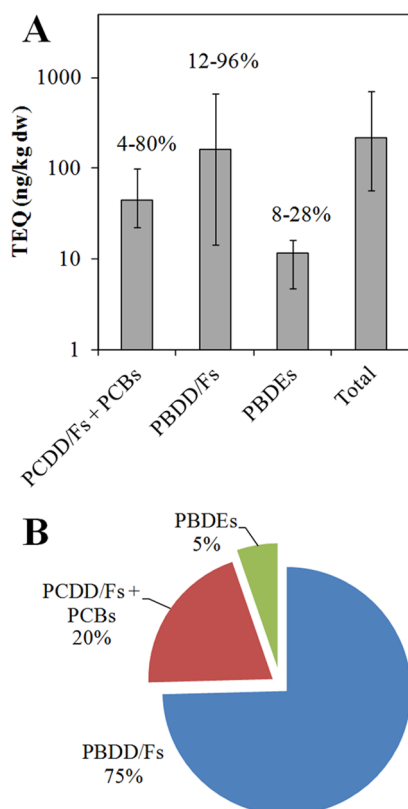 A
TEQ (ng/kg dw)
1000
100
10
1
4-80%
12-96%
8-28%
PCDD/Fs + PCBs
PBDD/Fs
PBDEs
Total
B
PBDEs
5%
PCDD/Fs +
PCBs
20%
PBDD/Fs
75%